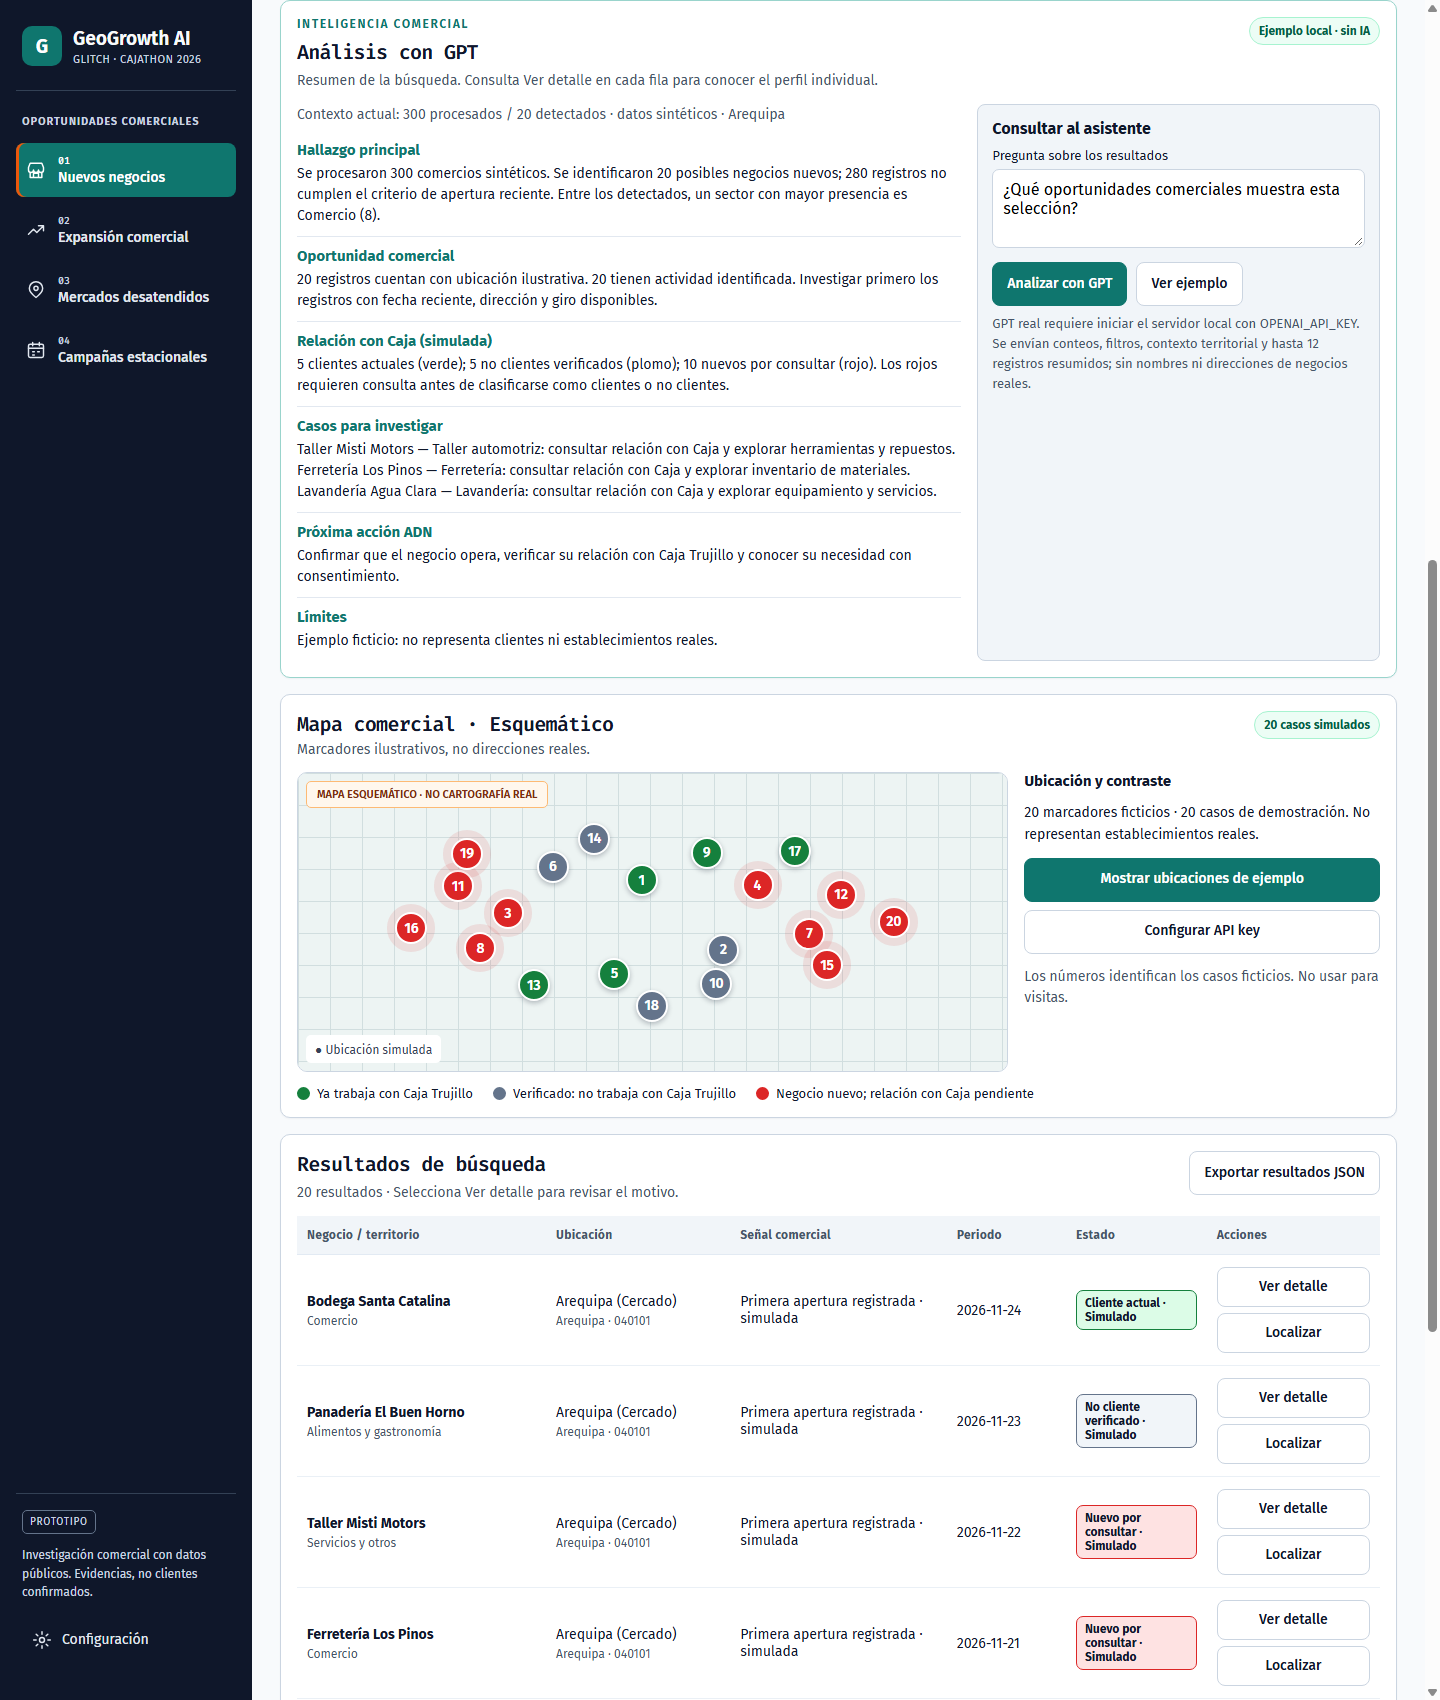 G
GeoGrowth AI
GLITCH · CAJATHON 2026
OPORTUNIDADES COMERCIALES
01
Nuevos negocios
02
Expansión comercial
03
Mercados desatendidos
04
Campañas estacionales
PROTOTIPO
Investigación comercial con datos
públicos. Evidencias, no clientes
confirmados.
Configuración
INTELIGENCIA COMERCIAL
Análisis con GPT
Ejemplo local · sin IA
Resumen de la búsqueda. Consulta Ver detalle en cada fila para conocer el perfil individual.
Contexto actual: 300 procesados / 20 detectados · datos sintéticos · Arequipa
Hallazgo principal
Se procesaron 300 comercios sintéticos. Se identificaron 20 posibles negocios nuevos; 280 registros no
cumplen el criterio de apertura reciente. Entre los detectados, un sector con mayor presencia es
Comercio (8).
Oportunidad comercial
20 registros cuentan con ubicación ilustrativa. 20 tienen actividad identificada. Investigar primero los
registros con fecha reciente, dirección y giro disponibles.
Relación con Caja (simulada)
5 clientes actuales (verde); 5 no clientes verificados (plomo); 10 nuevos por consultar (rojo). Los rojos
requieren consulta antes de clasificarse como clientes o no clientes.
Casos para investigar
Taller Misti Motors — Taller automotriz: consultar relación con Caja y explorar herramientas y repuestos.
Ferretería Los Pinos — Ferretería: consultar relación con Caja y explorar inventario de materiales.
Lavandería Agua Clara — Lavandería: consultar relación con Caja y explorar equipamiento y servicios.
Próxima acción ADN
Confirmar que el negocio opera, verificar su relación con Caja Trujillo y conocer su necesidad con
consentimiento.
Límites
Ejemplo ficticio: no representa clientes ni establecimientos reales.
Consultar al asistente
Pregunta sobre los resultados
¿Qué oportunidades comerciales muestra esta
selección?
Analizar con GPT
Ver ejemplo
GPT real requiere iniciar el servidor local con OPENAI_API_KEY.
Se envían conteos, filtros, contexto territorial y hasta 12
registros resumidos; sin nombres ni direcciones de negocios
reales.
Mapa comercial · Esquemático
20 casos simulados
Marcadores ilustrativos, no direcciones reales.
MAPA ESQUEMÁTICO · NO CARTOGRAFÍA REAL
14
19
6
9
17
11
1
4
12
3
16
8
7
20
2
15
13
5
10
18
● Ubicación simulada
Ubicación y contraste
20 marcadores ficticios · 20 casos de demostración. No
representan establecimientos reales.
Mostrar ubicaciones de ejemplo
Configurar API key
Los números identifican los casos ficticios. No usar para
visitas.
Ya trabaja con Caja Trujillo
Verificado: no trabaja con Caja Trujillo
Negocio nuevo; relación con Caja pendiente
Resultados de búsqueda
20 resultados · Selecciona Ver detalle para revisar el motivo.
Exportar resultados JSON
Negocio / territorio
Ubicación
Señal comercial
Periodo
Estado
Acciones
Bodega Santa Catalina
Comercio
Arequipa (Cercado)
Arequipa · 040101
Primera apertura registrada ·
simulada
2026-11-24
Cliente actual ·
Simulado
Ver detalle
Localizar
Panadería El Buen Horno
Alimentos y gastronomía
Arequipa (Cercado)
Arequipa · 040101
Primera apertura registrada ·
simulada
2026-11-23
No cliente
verificado ·
Simulado
Ver detalle
Localizar
Taller Misti Motors
Servicios y otros
Arequipa (Cercado)
Arequipa · 040101
Primera apertura registrada ·
simulada
2026-11-22
Nuevo por
consultar ·
Simulado
Ver detalle
Localizar
Ferretería Los Pinos
Comercio
Arequipa (Cercado)
Arequipa · 040101
Primera apertura registrada ·
simulada
2026-11-21
Nuevo por
consultar ·
Simulado
Ver detalle
Localizar